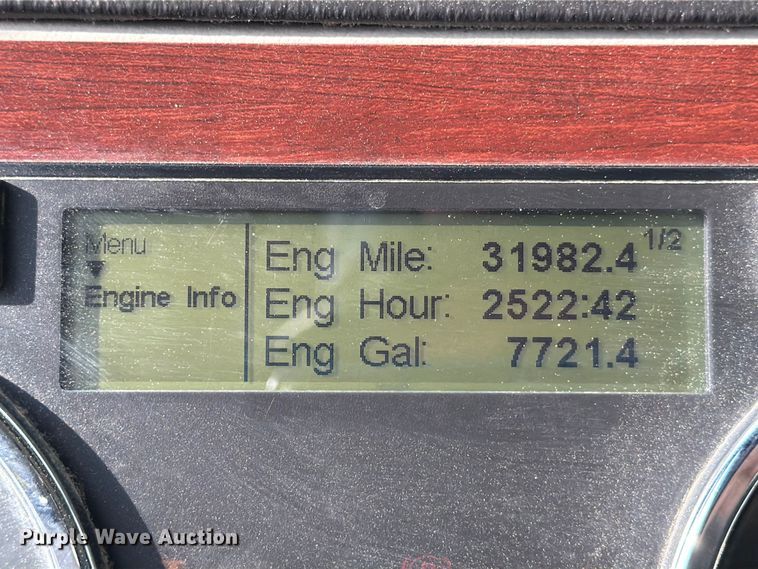 Menu
Engine Info
Eng Mile: 31982.4 1/2
Eng Hour: 2522:42
Eng Gal: 7721.4
Purple Wave Auction